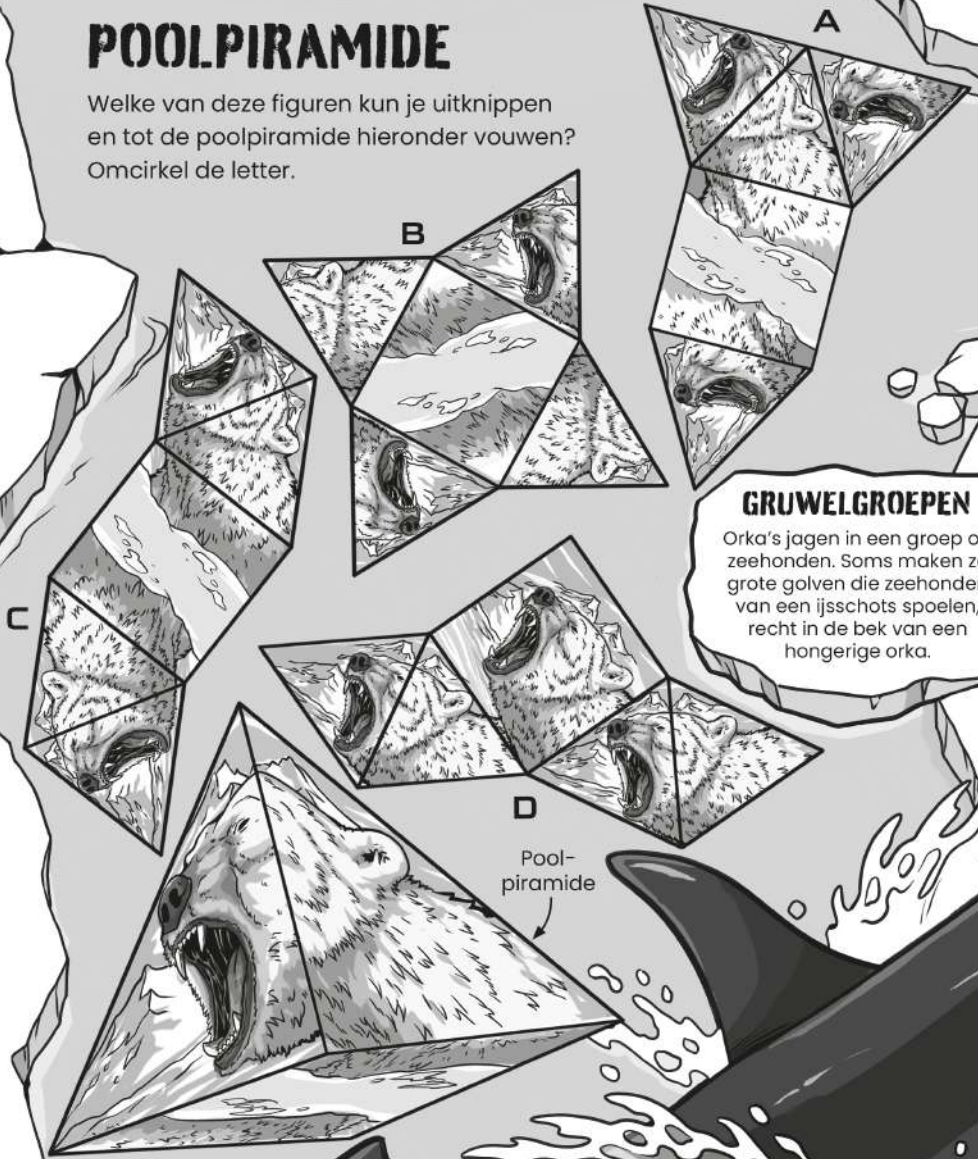 POOLPIRAMIDE
Welke van deze figuren kun je uitknippen
en tot de poolpiramide hieronder vouwen?
Omcirkel de letter.
A
B
C
D
GRUWELGROEPEN
Orka's jagen in een groep o
zeehonden. Soms maken z
grote golven die zeehonde
van een ijsschots spoelen,
recht in de bek van een
hongerige orka.
Pool-
piramide